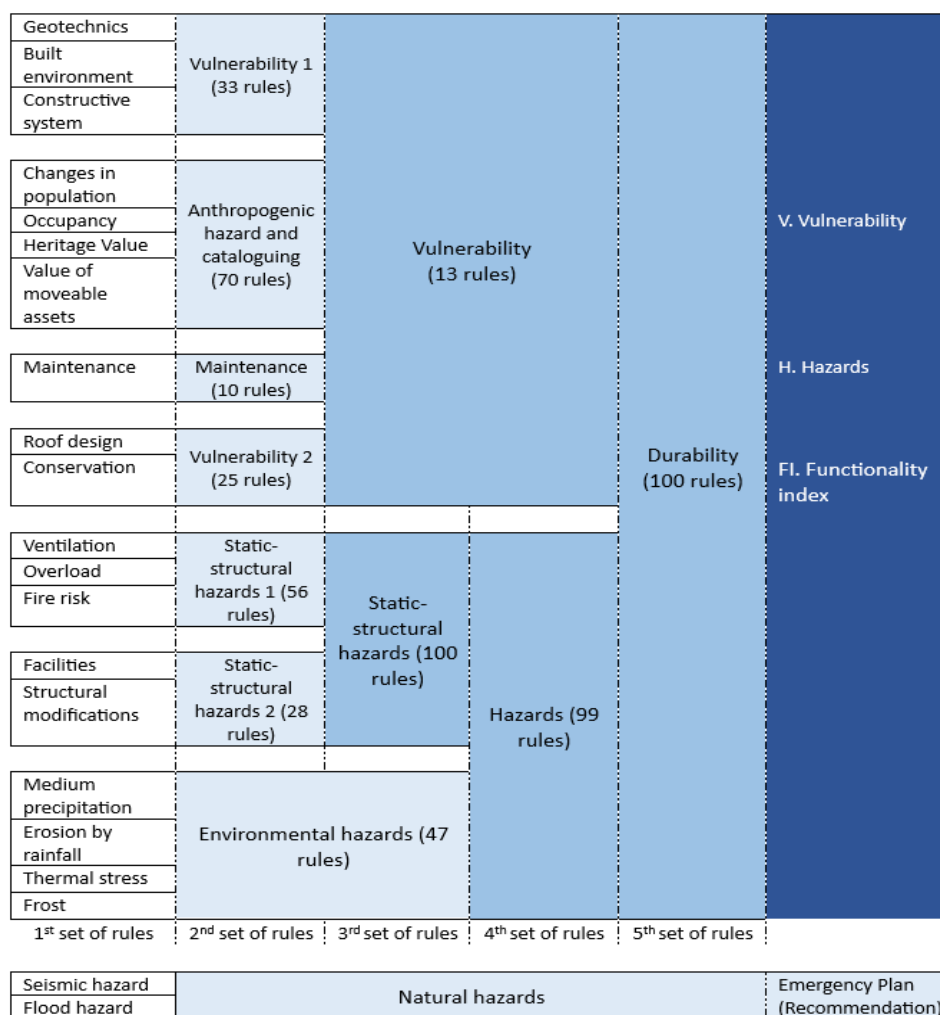 Geotechnics
Built
environment
Constructive
system
Vulnerability 1
(33 rules)
Changes in
population
Occupancy
Heritage Value
Value of
moveable
assets
Anthropogenic
hazard and
cataloguing
(70 rules)
Vulnerability
(13 rules)
V. Vulnerability
Maintenance
Maintenance
(10 rules)
H. Hazards
Roof design
Conservation
Vulnerability 2
(25 rules)
Durability
(100 rules)
FI. Functionality
index
Ventilation
Overload
Fire risk
Static-
structural
hazards 1 (56
rules)
Static-
structural
hazards (100
rules)
Facilities
Structural
modifications
Static-
structural
hazards 2 (28
rules)
Hazards (99
rules)
Medium
precipitation
Erosion by
rainfall
Thermal stress
Frost
Environmental hazards (47
rules)
1st set of rules
2nd set of rules
3rd set of rules
4th set of rules
5th set of rules
Seismic hazard
Flood hazard
Natural hazards
Emergency Plan
(Recommendation)